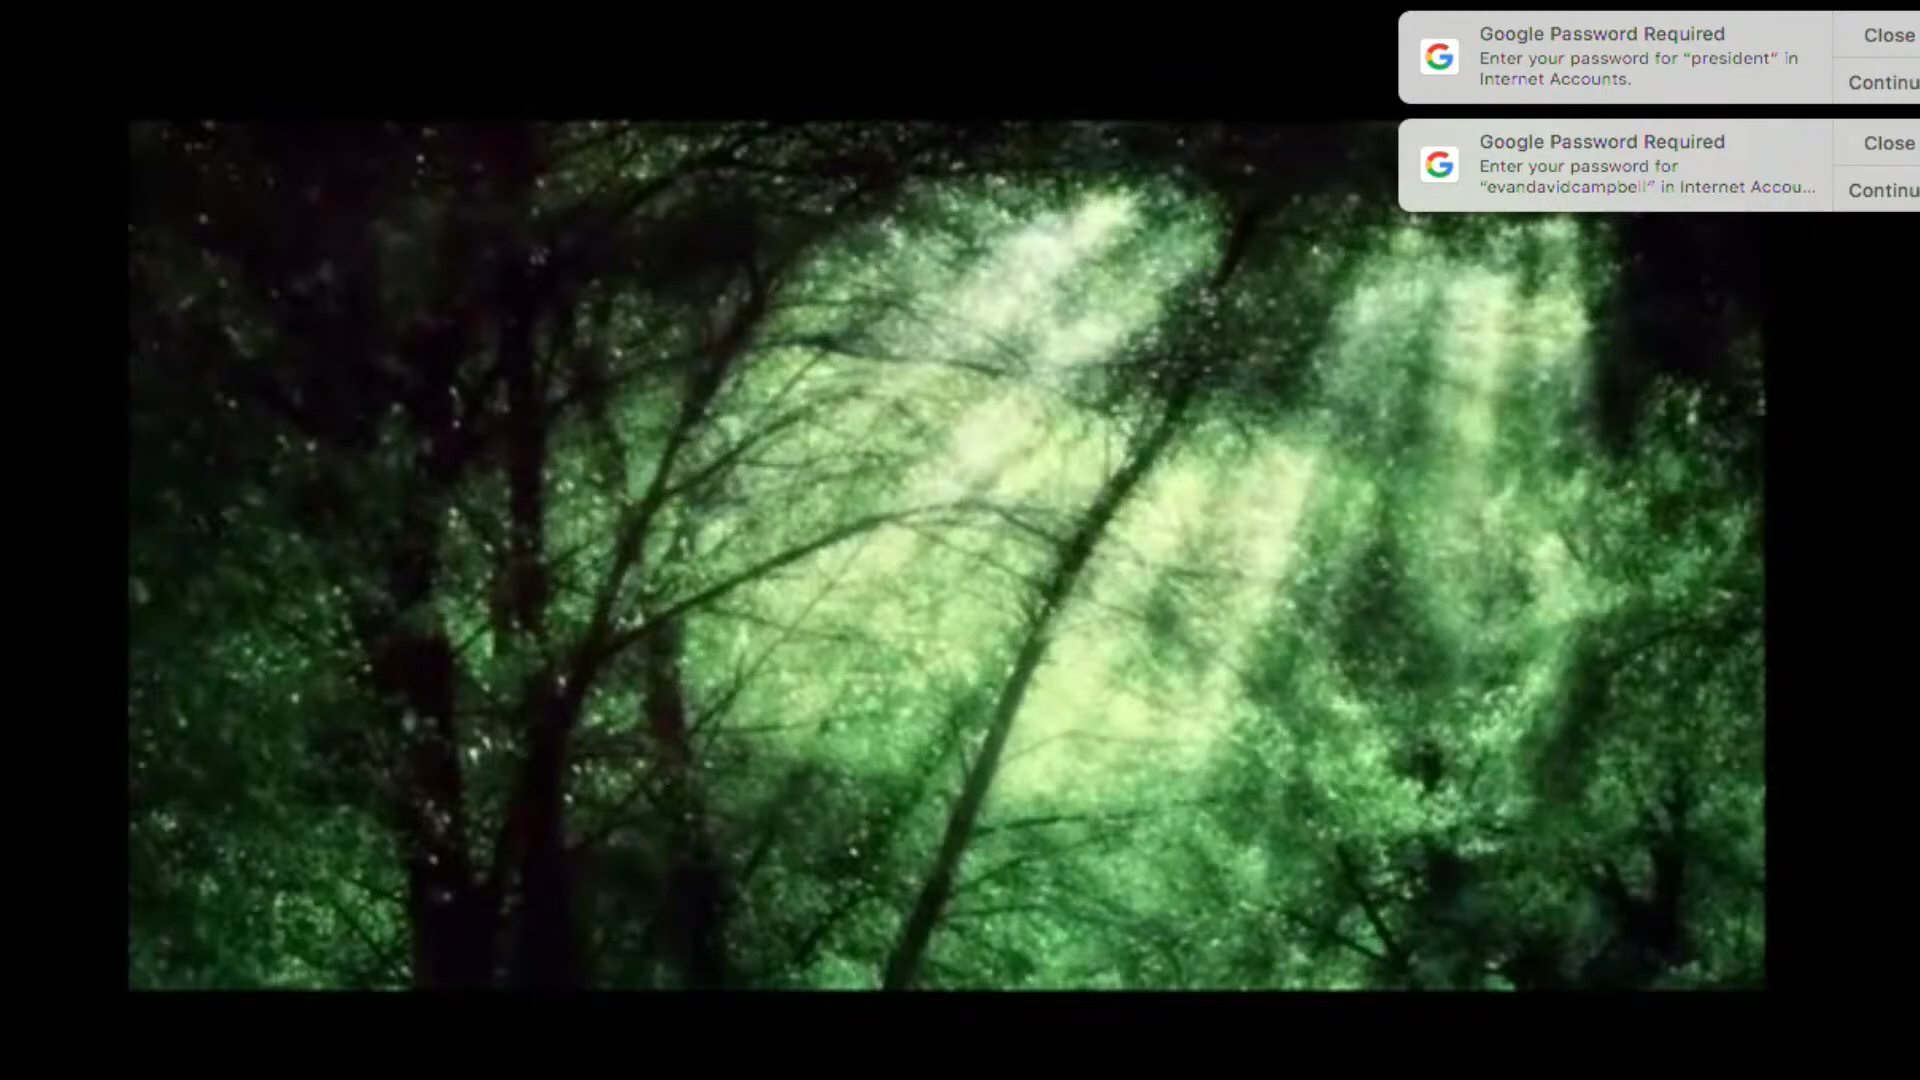 Google Password Required
Enter your password for “president” in
Internet Accounts.
Close
Continu
Google Password Required
Enter your password for
“evandavidcampbell” in Internet Accou...
Close
Continu